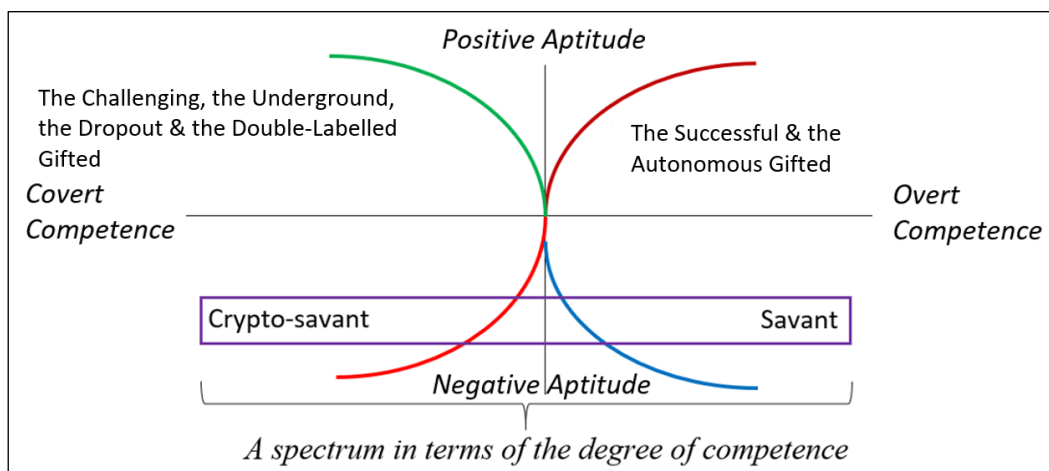 Positive Aptitude
The Challenging, the Underground,
the Dropout & the Double-Labelled
Gifted
The Successful & the
Autonomous Gifted
Covert
Competence
Overt
Competence
Crypto-savant
Savant
Negative Aptitude
A spectrum in terms of the degree of competence